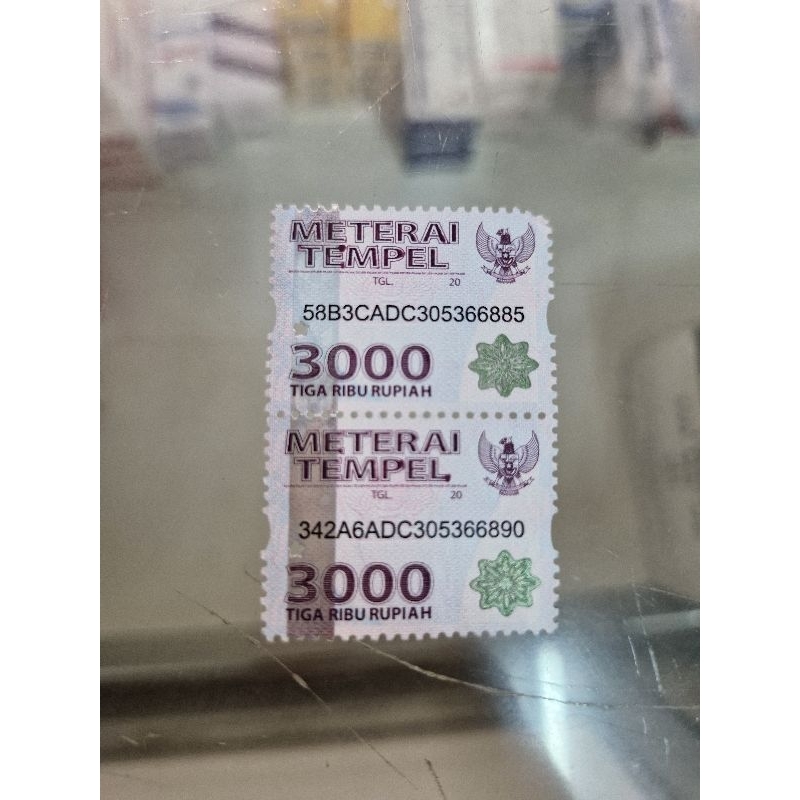 METERAI
TEMPEL
TGL. 20
58B3CADC305366885
3000
TIGA RIBU RUPIAH
METERAI
TEMPEL
TGL. 20
342A6ADC305366890
3000
TIGA RIBU RUPIAH